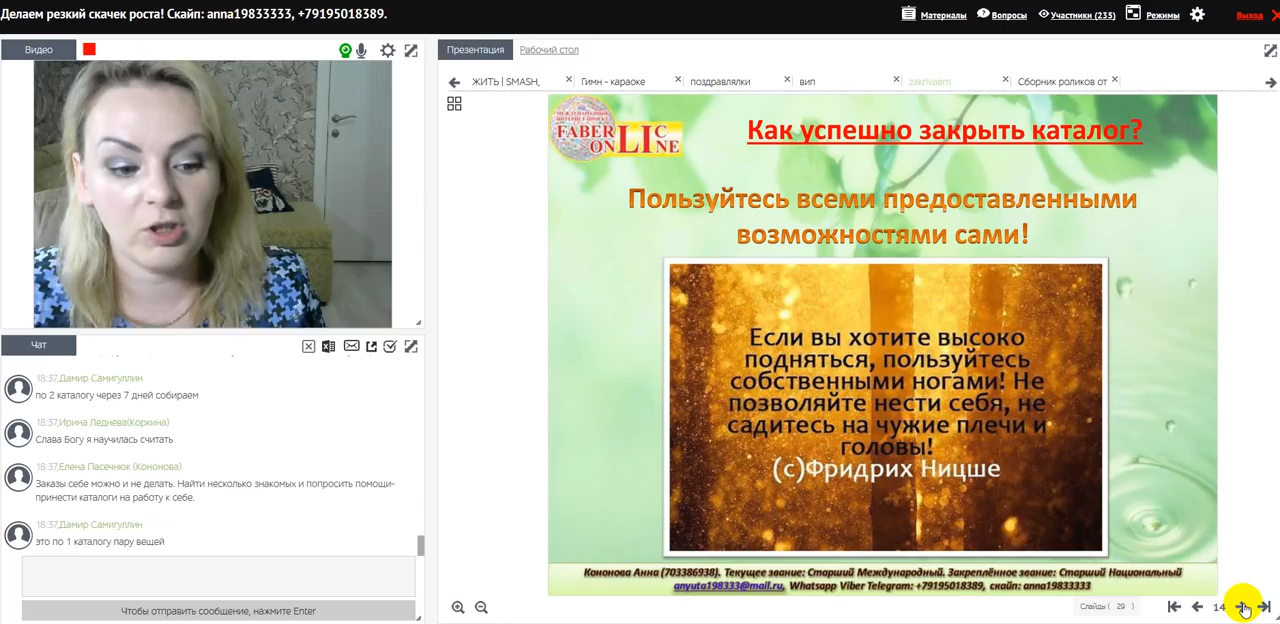 Делаем резкий скачек роста! Скайп: anna19833333, +79195018389.
Материалы
Вопросы
Участники (235)
Режимы
Выход
Видео
Презентация
Рабочий стол
ЖИТЬ | SMASH,
Гимн - караоке
поздравлялки
вип
zakrivaem
Сборник роликов от
МЕЖДУНАРОДНЫЙ
ИНТЕРНЕТ-ПРОЕКТ
FABERLIC
ONLINE
Как успешно закрыть каталог?
Пользуйтесь всеми предоставленными
возможностями сами!
Если вы хотите высоко
подняться, пользуйтесь
собственными ногами! Не
позволяйте нести себя, не
садитесь на чужие плечи и
головы!
(с)Фридрих Ницше
Кононова Анна (703386938). Текущее звание: Старший Международный. Закреплённое звание: Старший Национальный
anyuta198333@mail.ru, Whatsapp Viber Telegram: +79195018389, скайп: anna19833333
Слайды ( 29 )
14
Чат
18:37,Дамир Самигуллин
по 2 каталогу через 7 дней собираем
18:37,Ирина Леднева(Коркина)
Слава Богу я научилась считать
18:37,Елена Пасечнюк (Кононова)
Заказы себе можно и не делать. Найти несколько знакомых и попросить помощи-
принести каталоги на работу к себе.
18:37,Дамир Самигуллин
это по 1 каталогу пару вещей
Чтобы отправить сообщение, нажмите Enter